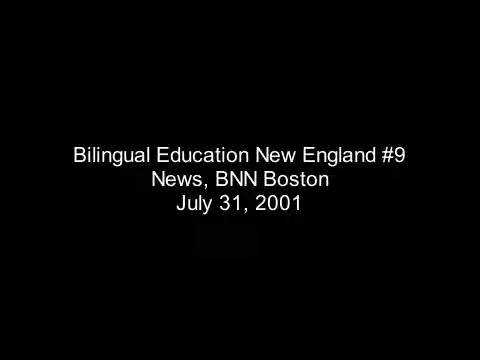 Bilingual Education New England #9
News, BNN Boston
July 31, 2001